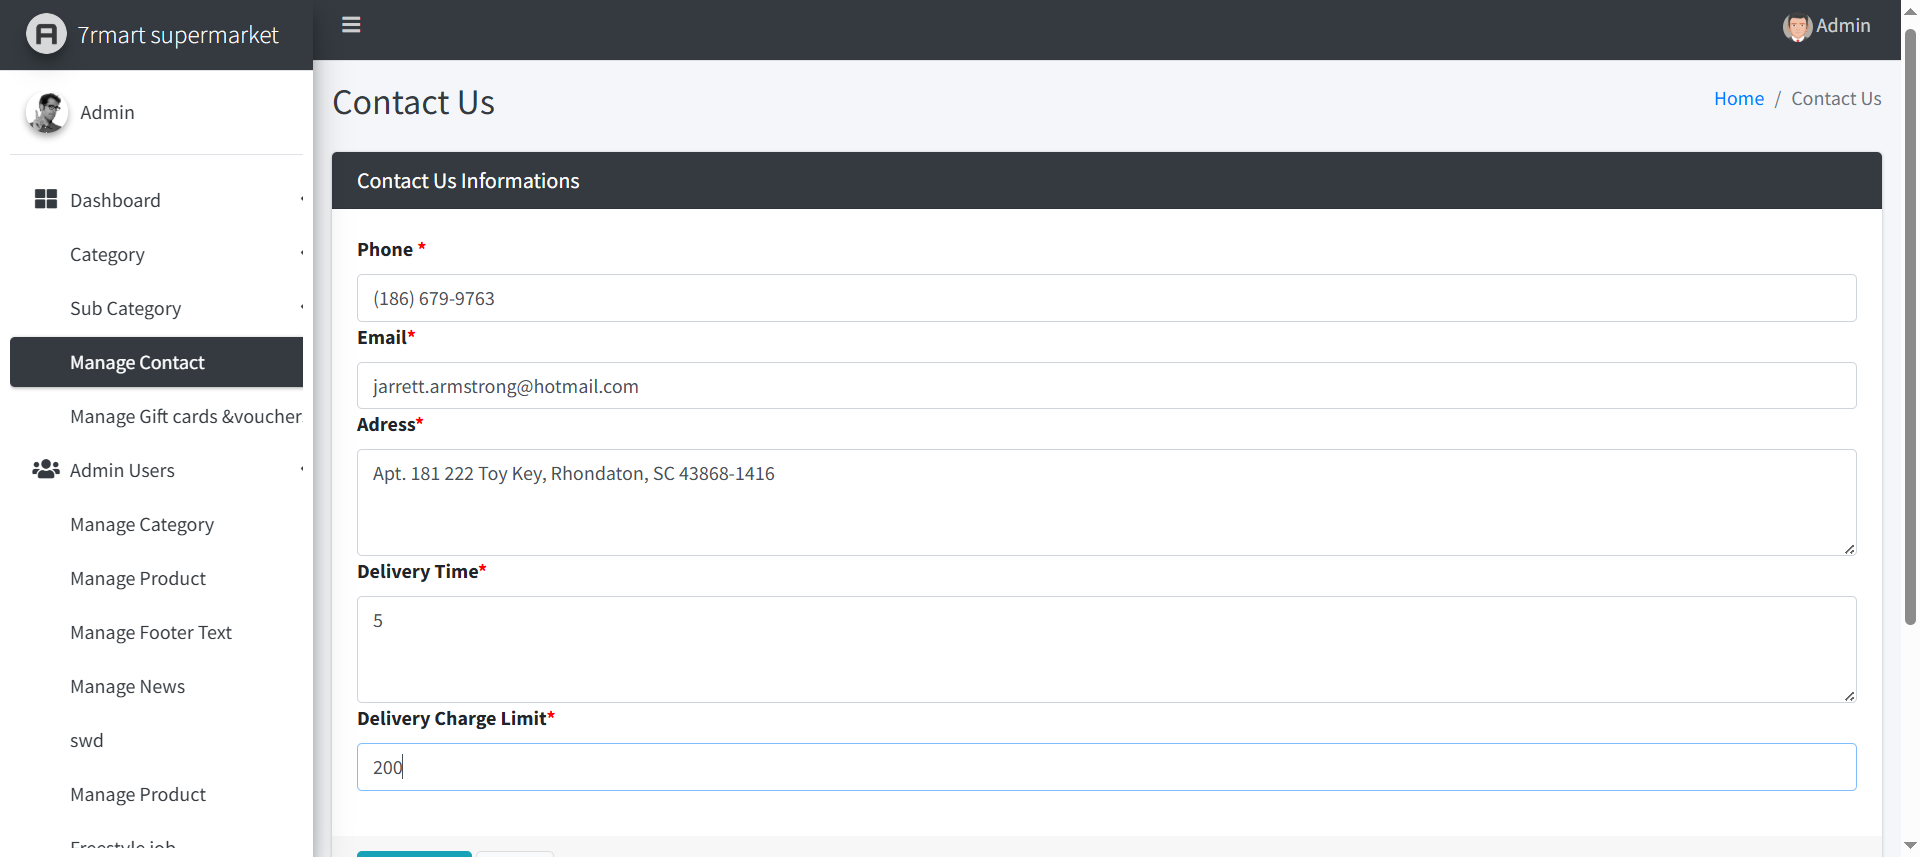 7rmart supermarket
Admin
Admin
Dashboard
Category
Sub Category
Manage Contact
Manage Gift cards &voucher
Admin Users
Manage Category
Manage Product
Manage Footer Text
Manage News
swd
Manage Product
Freestyle job
Contact Us
Home / Contact Us
Contact Us Informations
Phone *
(186) 679-9763
Email*
jarrett.armstrong@hotmail.com
Adress*
Apt. 181 222 Toy Key, Rhondaton, SC 43868-1416
Delivery Time*
5
Delivery Charge Limit*
200